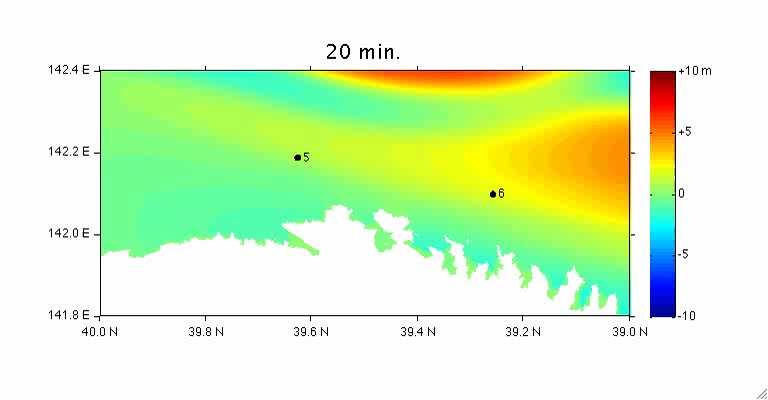 20 min.
142.4 E
142.2 E
142.0 E
141.8 E
40.0 N
39.8 N
39.6 N
39.4 N
39.2 N
39.0 N
5
6
+10 m
+5
0
-5
-10